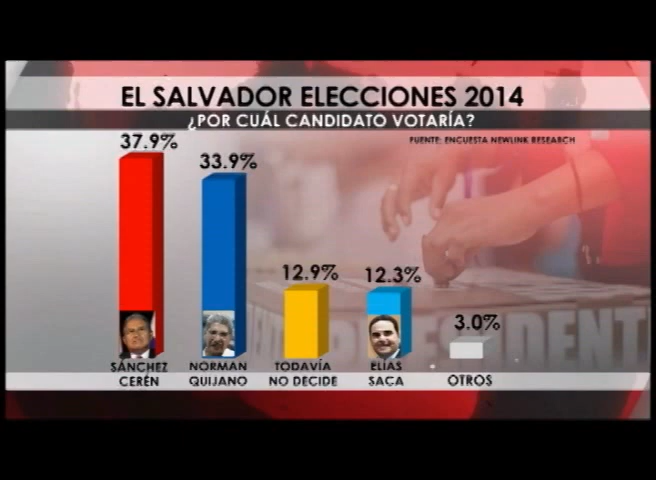 EL SALVADOR ELECCIONES 2014
¿POR CUÁL CANDIDATO VOTARÍA?
FUENTE: ENCUESTA NEWLINK RESEARCH
37.9%
33.9%
12.9%
12.3%
3.0%
SÁNCHEZ
CERÉN
NORMAN
QUIJANO
TODAVÍA
NO DECIDE
ELÍAS
SACA
OTROS
PRESIDENT